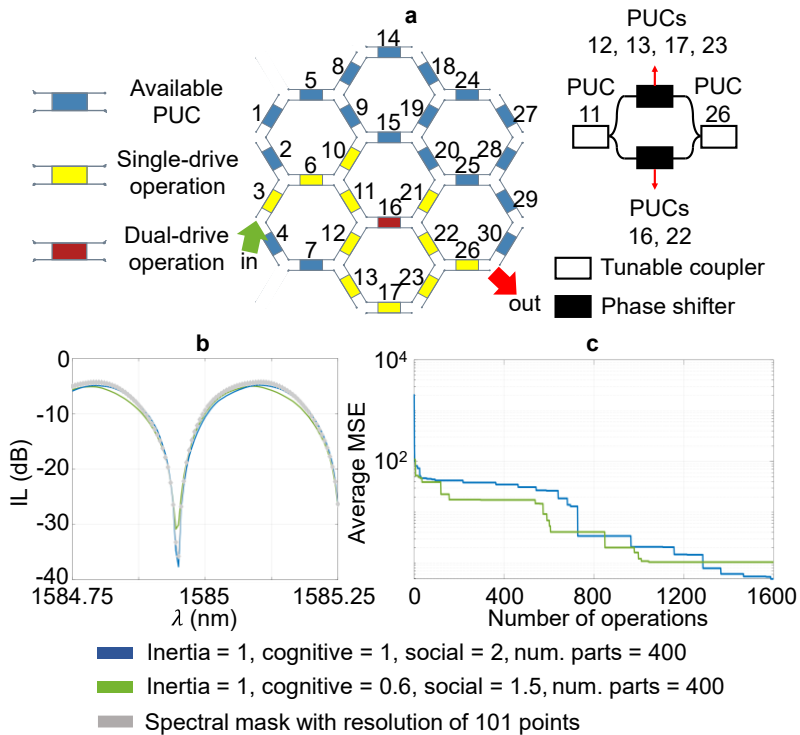 a
Available
PUC
Single-drive
operation
Dual-drive
operation
14
8
18
5
24
1
9
19
27
15
2
10
20
28
6
25
3
11
21
29
16
4
12
22
30
7
26
in
13
23
17
out
PUCs
12, 13, 17, 23
PUC
11
PUC
26
PUCs
16, 22
Tunable coupler
Phase shifter
b
0
-10
-20
-30
-40
IL (dB)
1584.75
1585
1585.25
λ (nm)
c
10⁴
10²
Average MSE
0
400
800
1200
1600
Number of operations
Inertia = 1, cognitive = 1, social = 2, num. parts = 400
Inertia = 1, cognitive = 0.6, social = 1.5, num. parts = 400
Spectral mask with resolution of 101 points